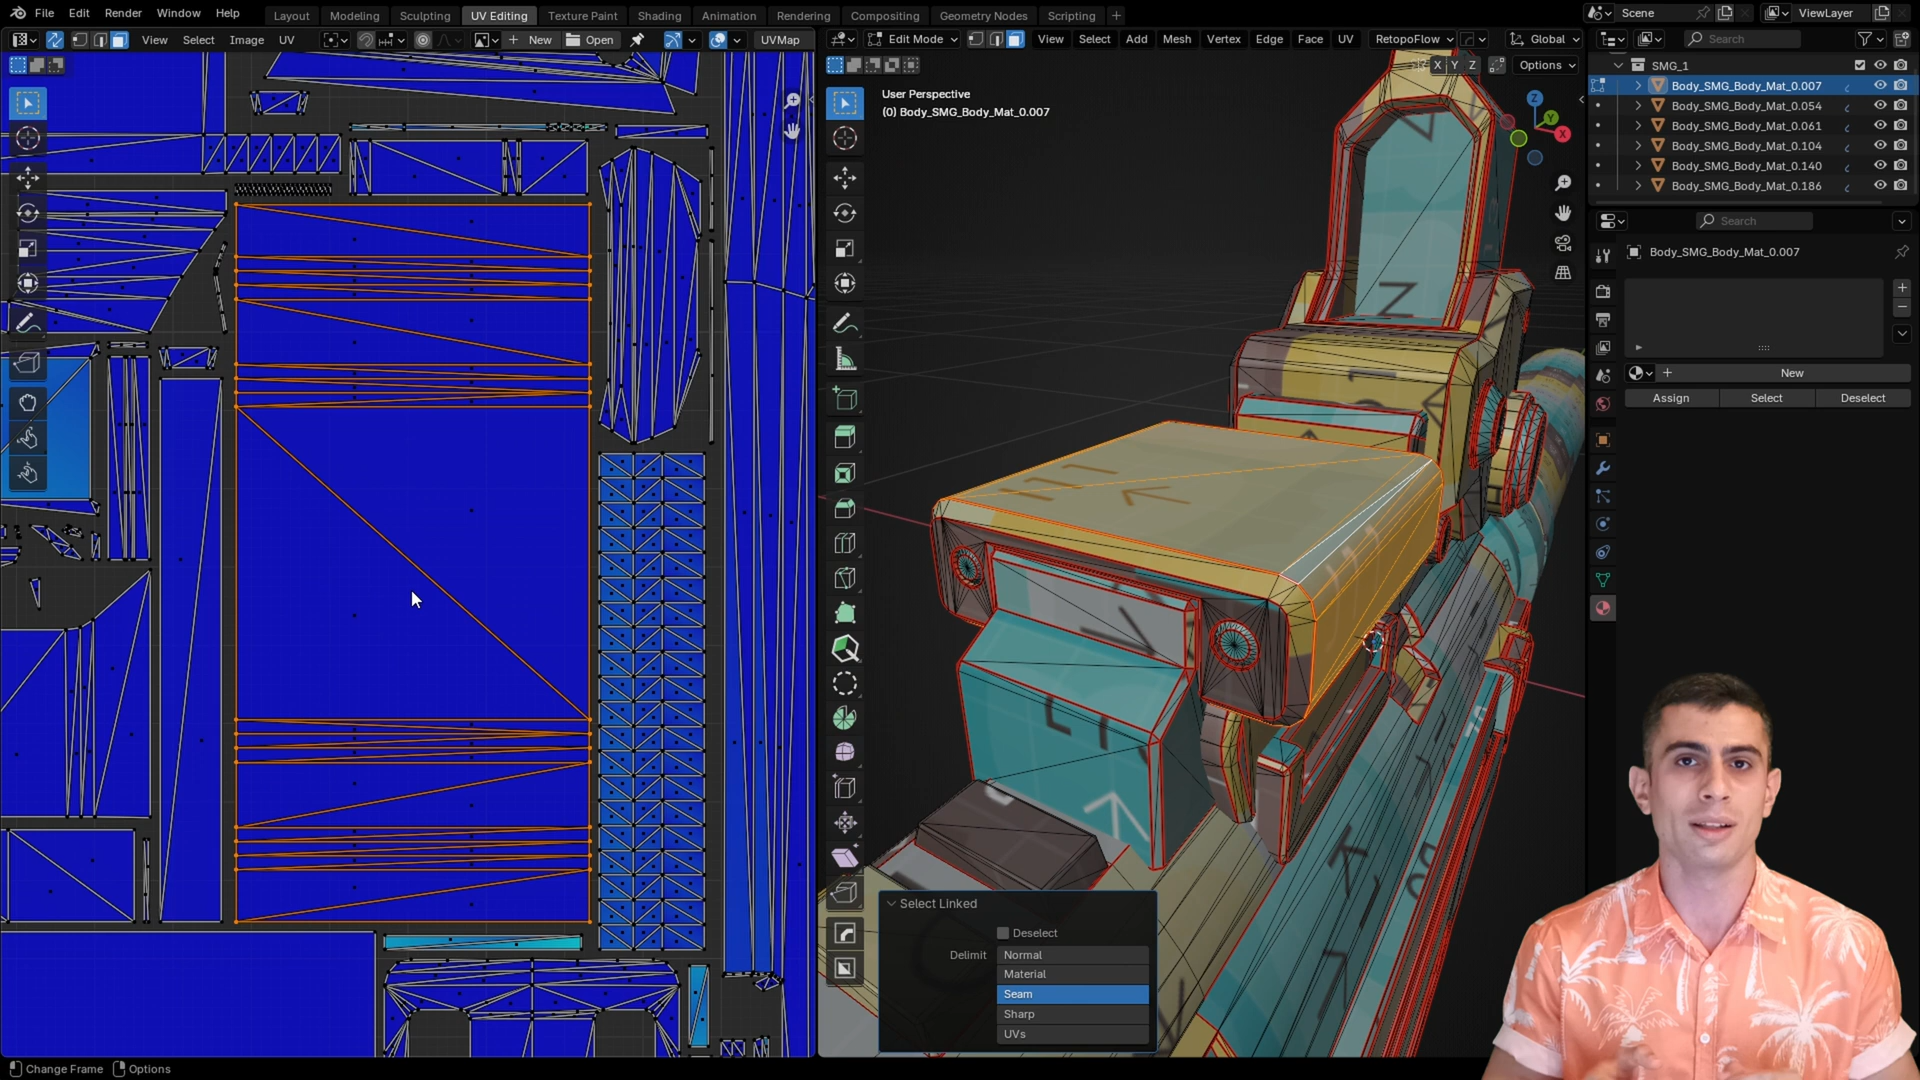 File Edit Render Window Help Layout Modeling Sculpting UV Editing Texture Paint Shading Animation Rendering Compositing Geometry Nodes Scripting + Scene ViewLayer
View Select Image UV New Open UVMap Edit Mode View Select Add Mesh Vertex Edge Face UV RetopoFlow Global Search
X Y Z Options
SMG_1
Body_SMG_Body_Mat_0.007
Body_SMG_Body_Mat_0.054
Body_SMG_Body_Mat_0.061
Body_SMG_Body_Mat_0.104
Body_SMG_Body_Mat_0.140
Body_SMG_Body_Mat_0.186
User Perspective
(0) Body_SMG_Body_Mat_0.007
Z
Y
X
Search
Body_SMG_Body_Mat_0.007
New
Assign Select Deselect
Select Linked
Deselect
Delimit Normal
Material
Seam
Sharp
UVs
Change Frame Options